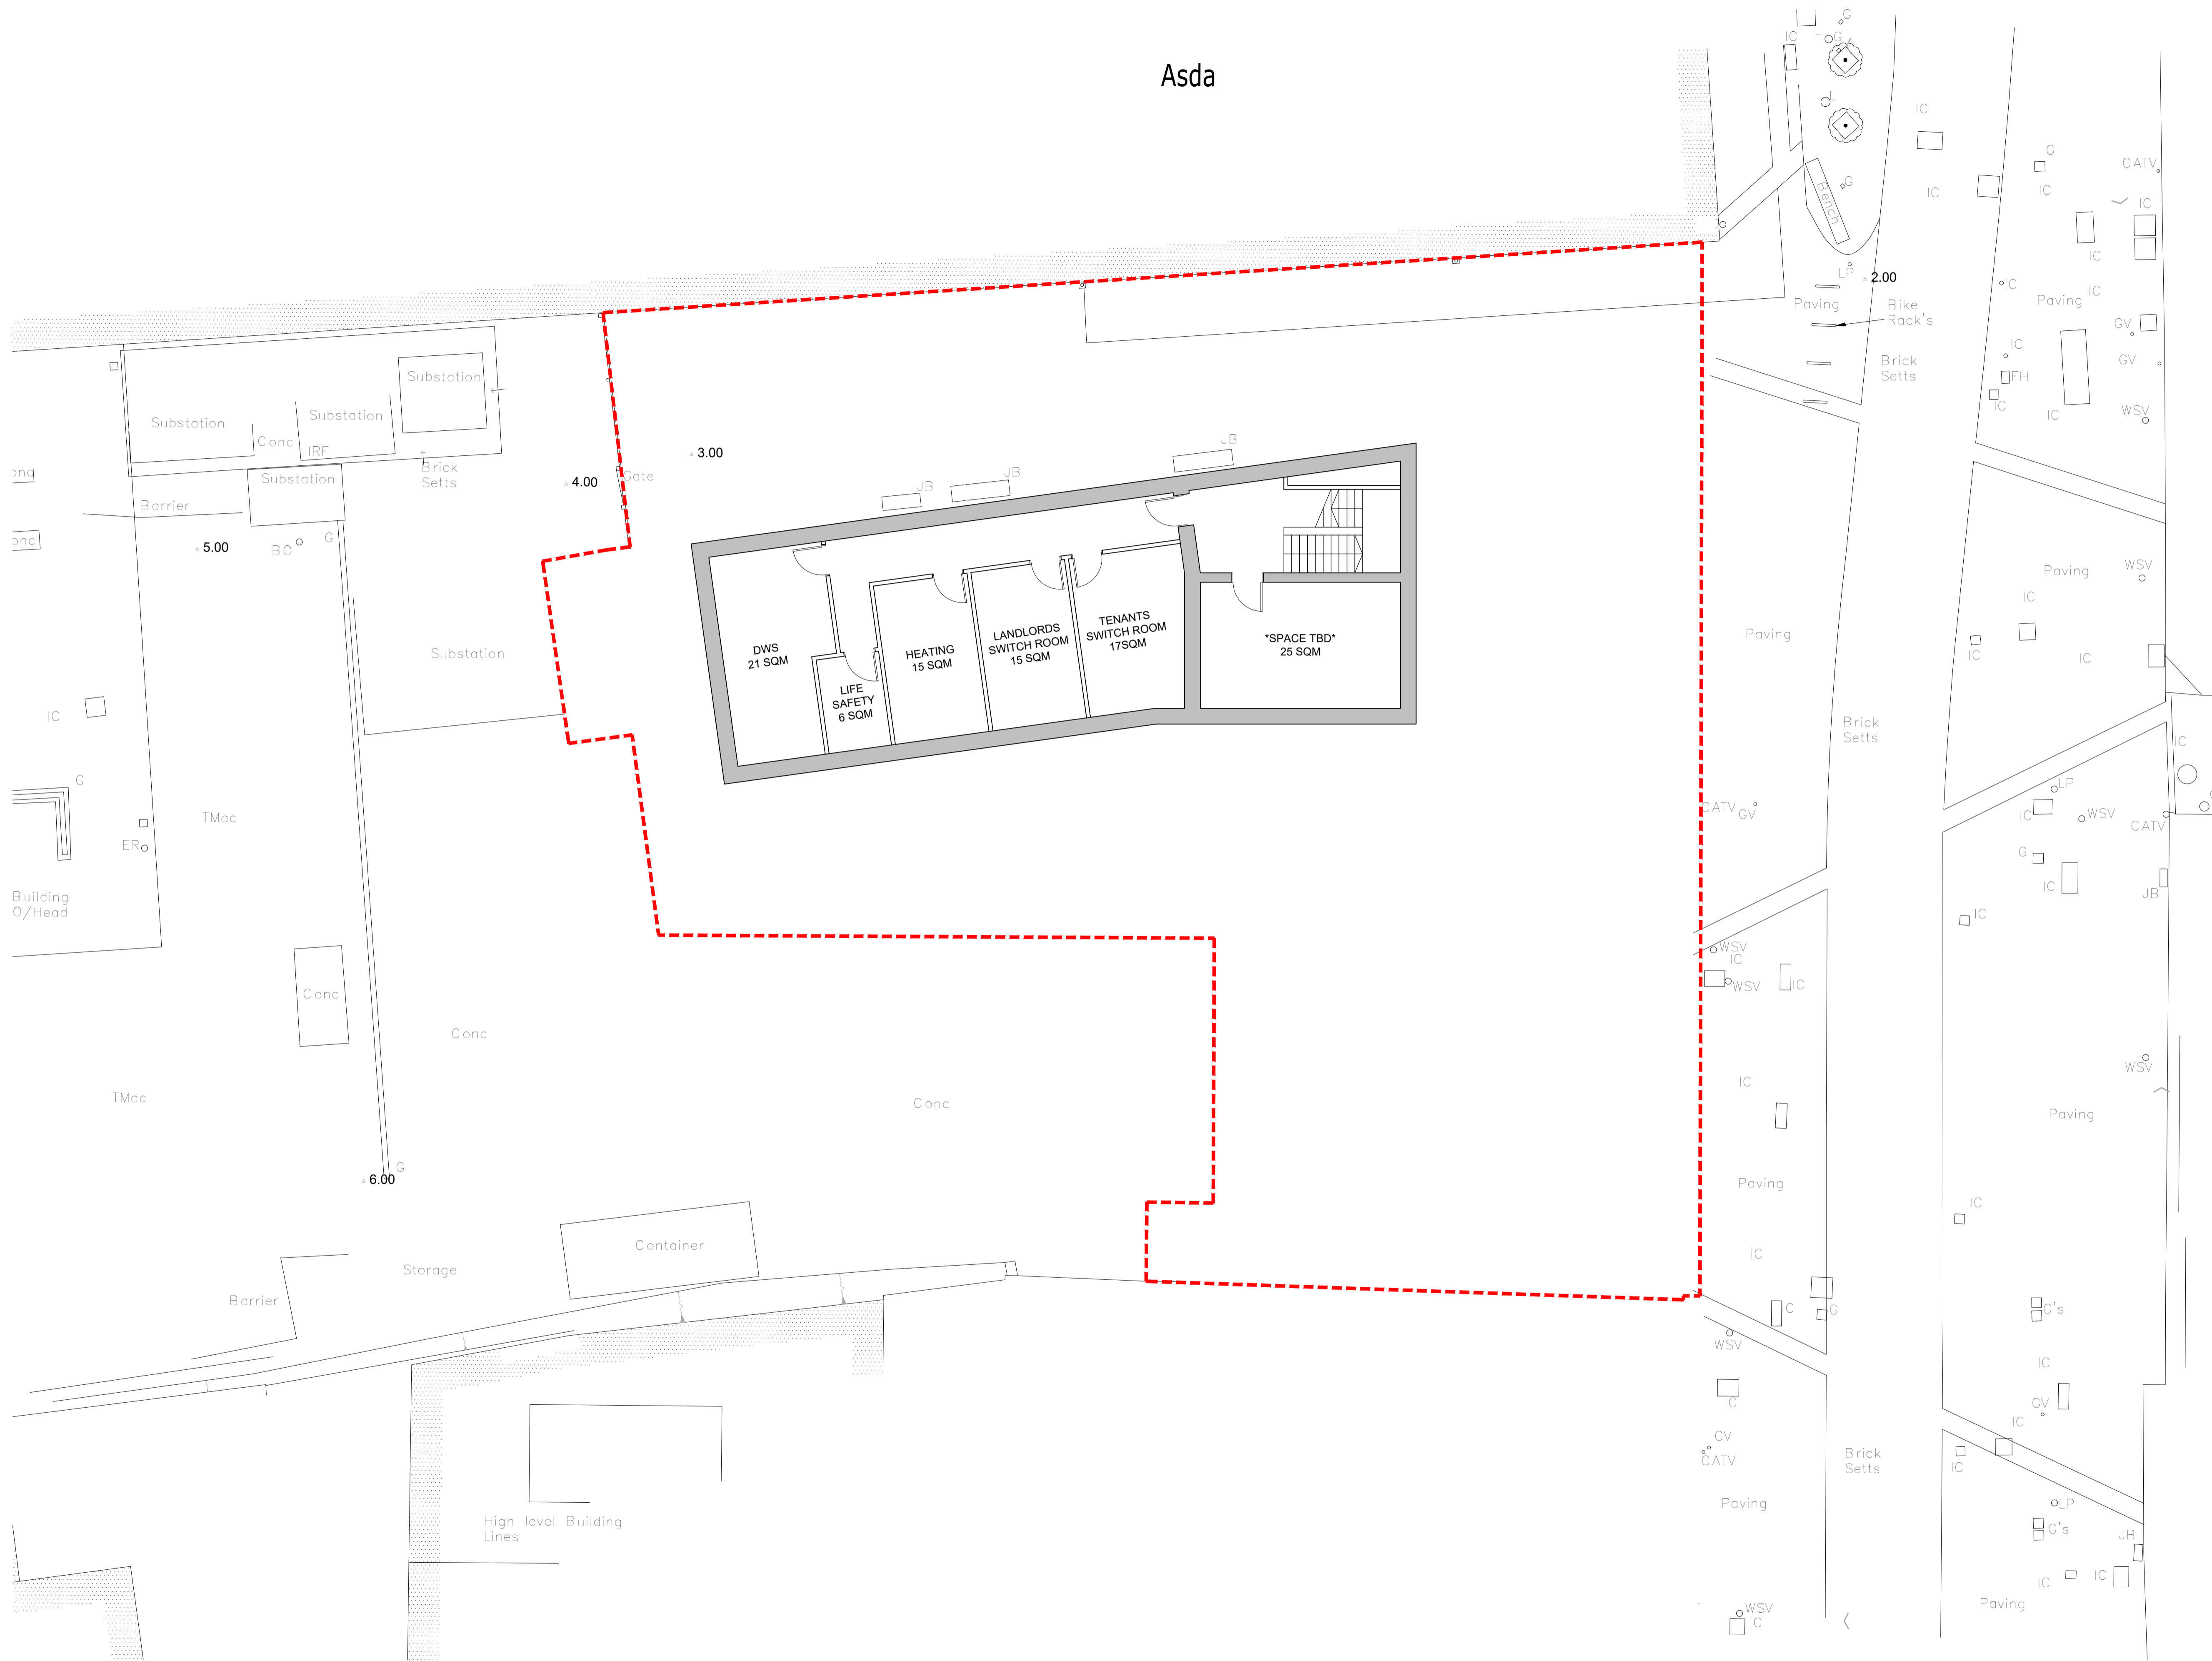 Asda
G
L
G
IC
L
IC
G
CATV
IC
IC
IC
G
Bench
IC
IC
LP
2.00
IC
IC
Paving
Bike
Rack's
Paving
GV
IC
GV
Brick
Setts
FH
IC
IC
WSV
Substation
Substation
Substation
Conc
IRF
Brick
Setts
Substation
Barrier
Gate
3.00
4.00
JB
JB
JB
5.00
BO
G
Substation
DWS
21 SQM
LIFE
SAFETY
6 SQM
HEATING
15 SQM
LANDLORDS
SWITCH ROOM
15 SQM
TENANTS
SWITCH ROOM
17SQM
*SPACE TBD*
25 SQM
Paving
WSV
Paving
IC
IC
IC
Brick
Setts
IC
IC
G
TMac
ER
Building
O/Head
CATV
GV
LP
IC
WSV
CATV
G
IC
JB
IC
WSV
IC
WSV
IC
Conc
Conc
Conc
TMac
WSV
IC
Paving
Paving
IC
G
6.00
Container
Storage
Barrier
IC
IC
G
G's
WSV
IC
IC
GV
IC
GV
CATV
Brick
Setts
IC
Paving
High level Building
Lines
LP
G's
JB
IC
IC
Paving
WSV
IC